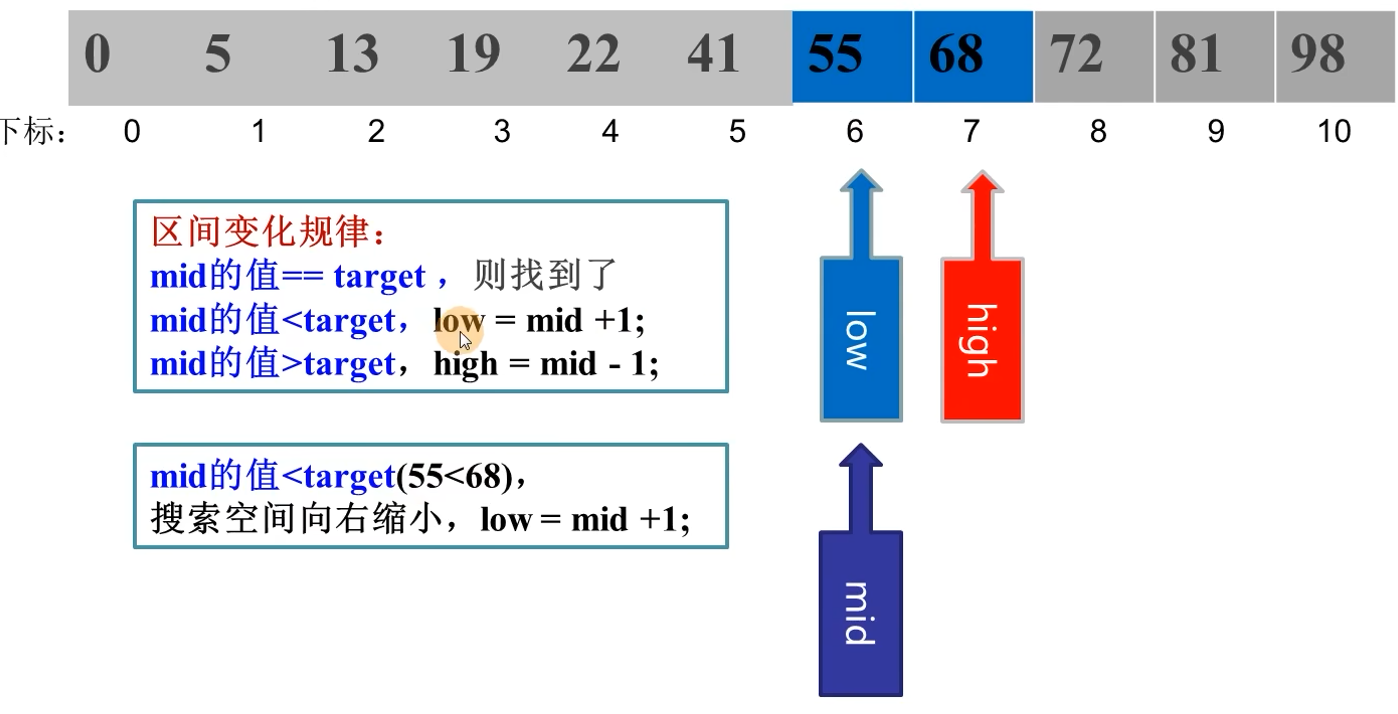 0 5 13 19 22 41 55 68 72 81 98
下标： 0 1 2 3 4 5 6 7 8 9 10
区间变化规律：
mid的值== target ，则找到了
mid的值<target，low = mid +1;
mid的值>target，high = mid - 1;
low
high
mid的值<target(55<68)，
搜索空间向右缩小，low = mid +1;
mid